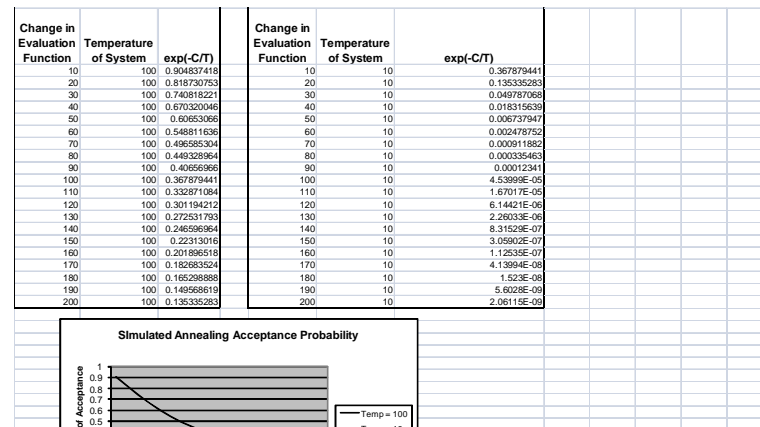 Change in Evaluation Function Temperature of System exp(-C/T) Change in Evaluation Function Temperature of System exp(-C/T)
10 100 0.904837418 10 10 0.367879441
20 100 0.818730753 20 10 0.135335283
30 100 0.740818221 30 10 0.049787068
40 100 0.670320046 40 10 0.018315639
50 100 0.60653066 50 10 0.006737947
60 100 0.548811636 60 10 0.002478752
70 100 0.496585304 70 10 0.000911882
80 100 0.449328964 80 10 0.000335463
90 100 0.40656966 90 10 0.00012341
100 100 0.367879441 100 10 4.53999E-05
110 100 0.332871084 110 10 1.67017E-05
120 100 0.301194212 120 10 6.14421E-06
130 100 0.272531793 130 10 2.26033E-06
140 100 0.246596964 140 10 8.31529E-07
150 100 0.22313016 150 10 3.05902E-07
160 100 0.201896518 160 10 1.12535E-07
170 100 0.182683524 170 10 4.13994E-08
180 100 0.165298888 180 10 1.523E-08
190 100 0.149568619 190 10 5.6028E-09
200 100 0.135335283 200 10 2.06115E-09
SImulated Annealing Acceptance Probability
of Acceptance
1
0.9
0.8
0.7
0.6
0.5
Temp = 100